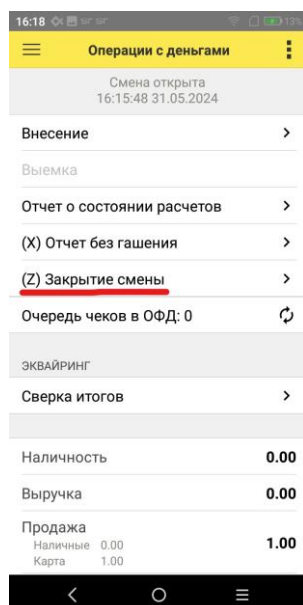 16:18 13%
Операции с деньгами
Смена открыта
16:15:48 31.05.2024
Внесение
Выемка
Отчет о состоянии расчетов
(X) Отчет без гашения
(Z) Закрытие смены
Очередь чеков в ОФД: 0
ЭКВАЙРИНГ
Сверка итогов
Наличность 0.00
Выручка 0.00
Продажа 1.00
Наличные 0.00
Карта 1.00